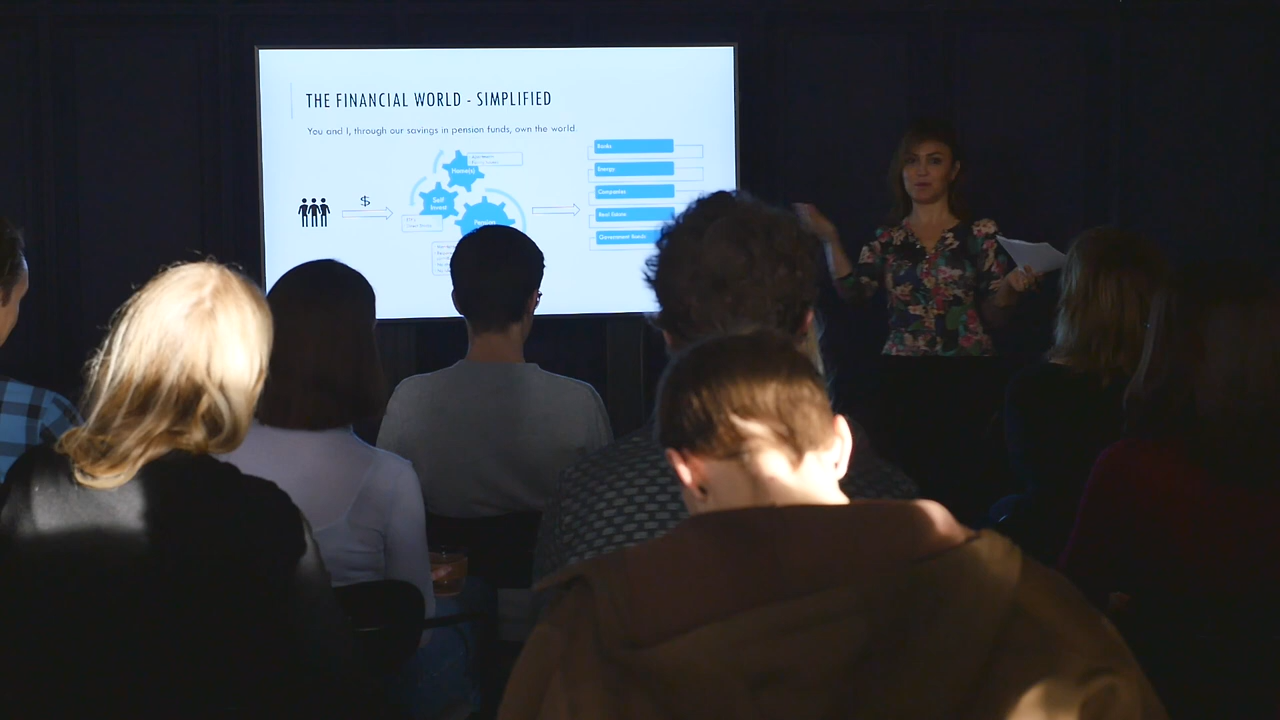 THE FINANCIAL WORLD - SIMPLIFIED
You and I, through our savings in pension funds, own the world.
$
Home(s)
Self
Invest
Pension
Banks
Energy
Companies
Real Estate
Government Bonds